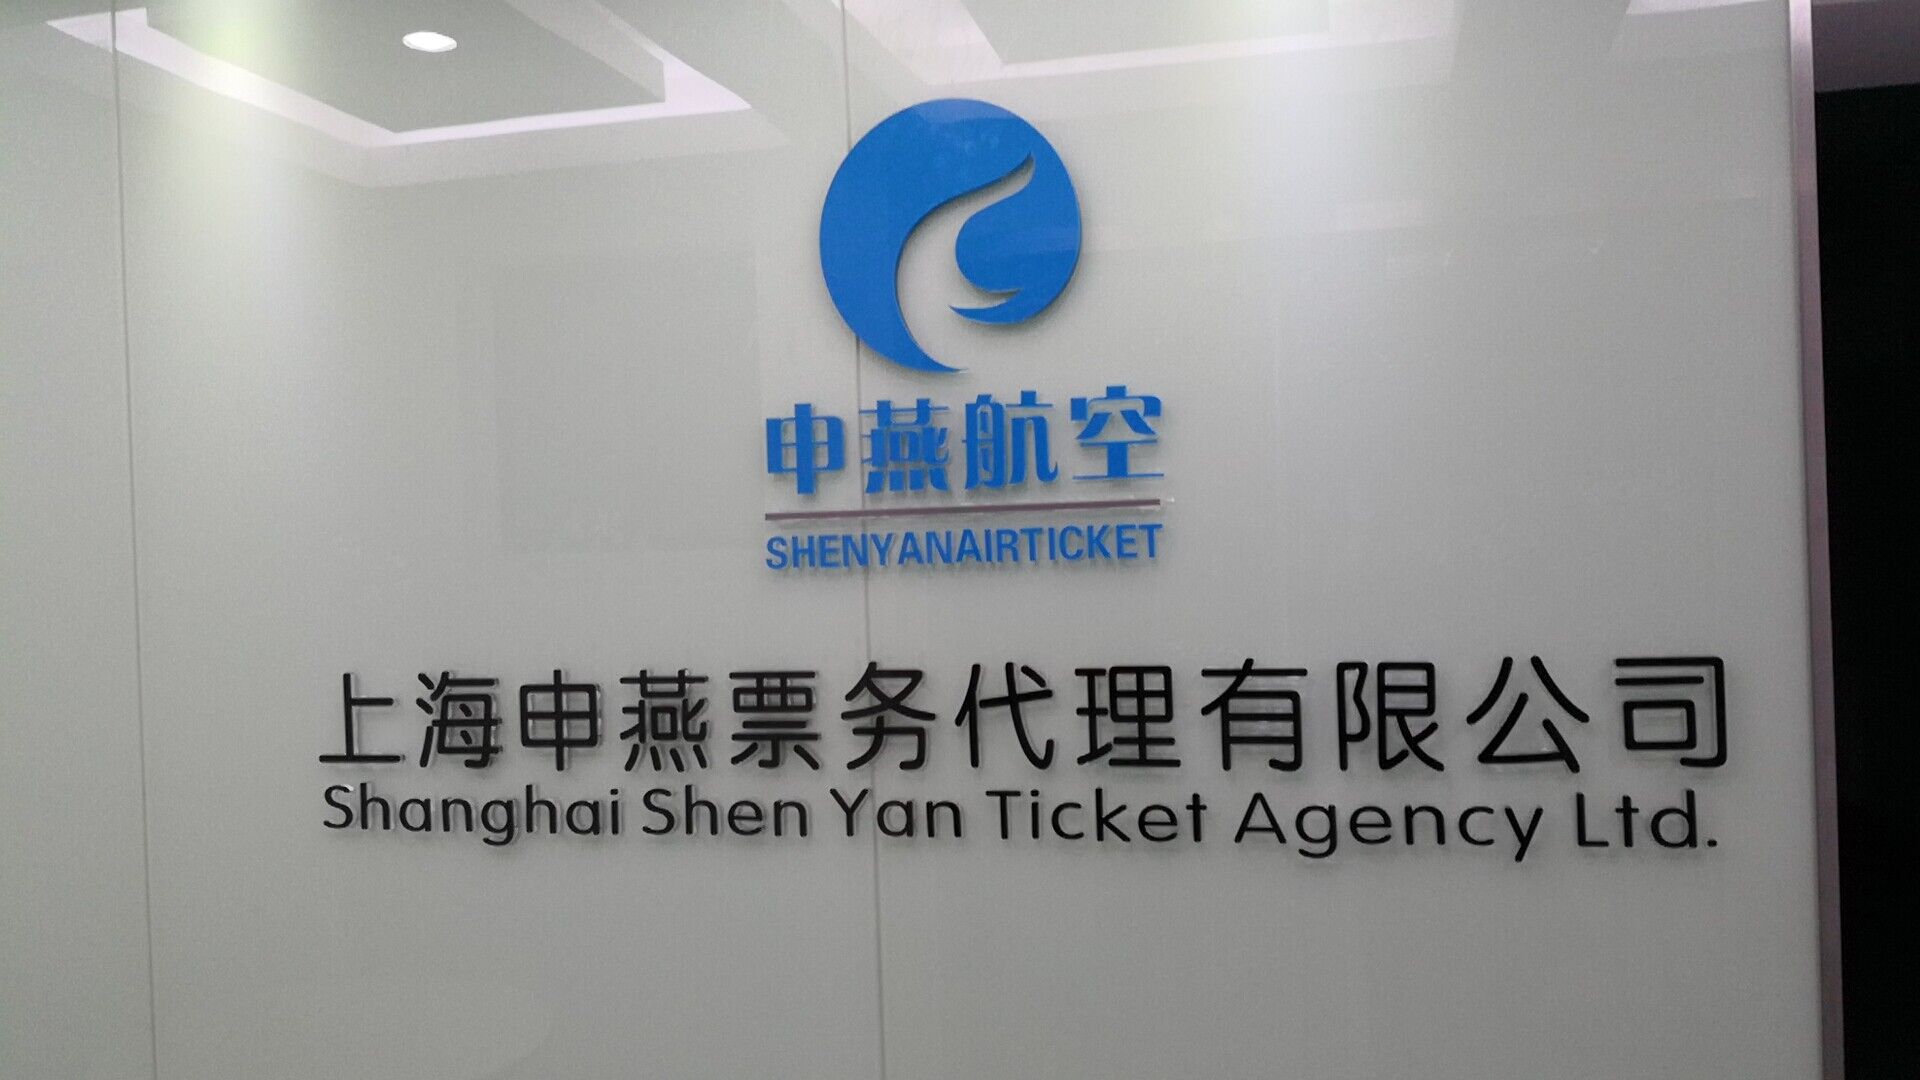 申燕航空
SHENYANAIRTICKET
上海申燕票务代理有限公司
Shanghai Shen Yan Ticket Agency Ltd.